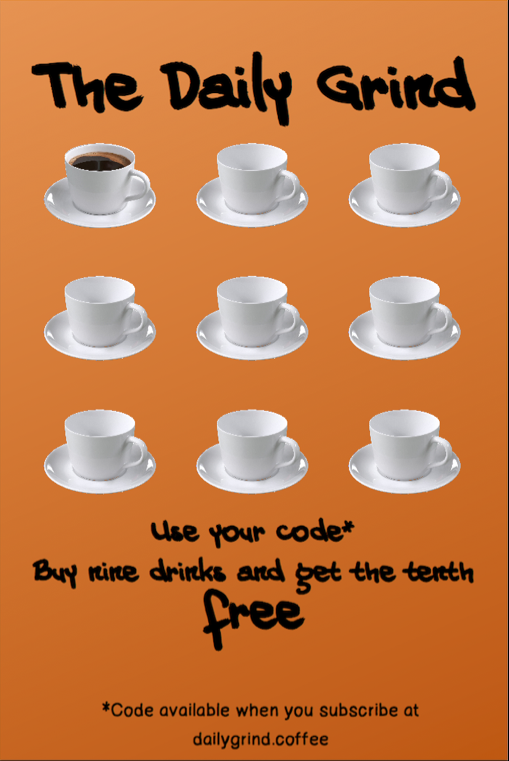 The Daily Grind
Use your code*
Buy nine drinks and get the tenth
free
*Code available when you subscribe at
dailygrind.coffee